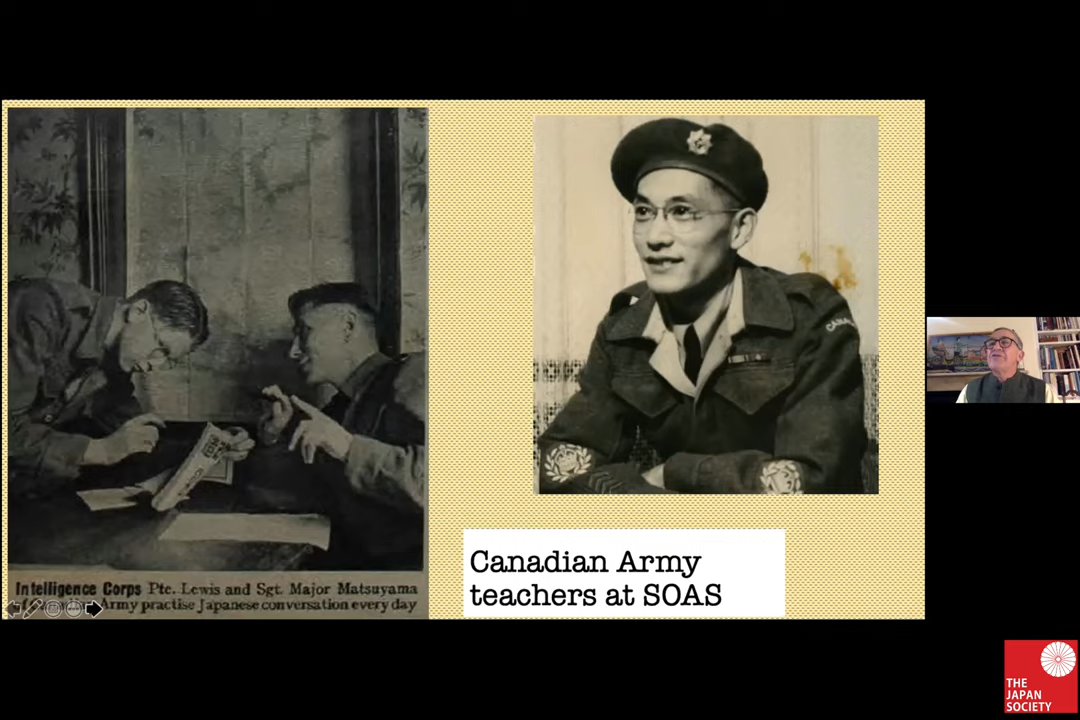 Intelligence Corps Pte. Lewis and Sgt. Major Matsuyama
Army practise Japanese conversation every day
CANA
Canadian Army
teachers at SOAS
THE
JAPAN
SOCIETY